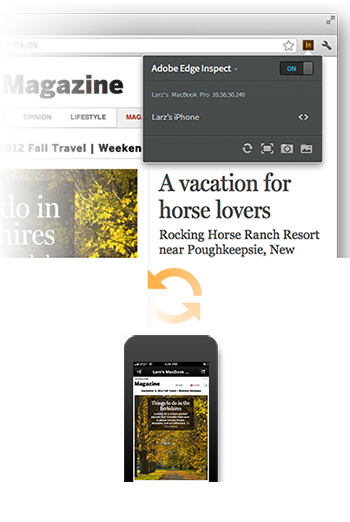 /09/09
In
Adobe Edge Inspect
ON
Larz's MacBook Pro 10.58.50.240
Larz's iPhone
Magazine
OPINION LIFESTYLE MAG
2012 Fall Travel | Weeken
do in
hires
A vacation for
horse lovers
Rocking Horse Ranch Resort
near Poughkeepsie, New
Larz's MacBook ...
Magazine
Things to do in the
Berkshires